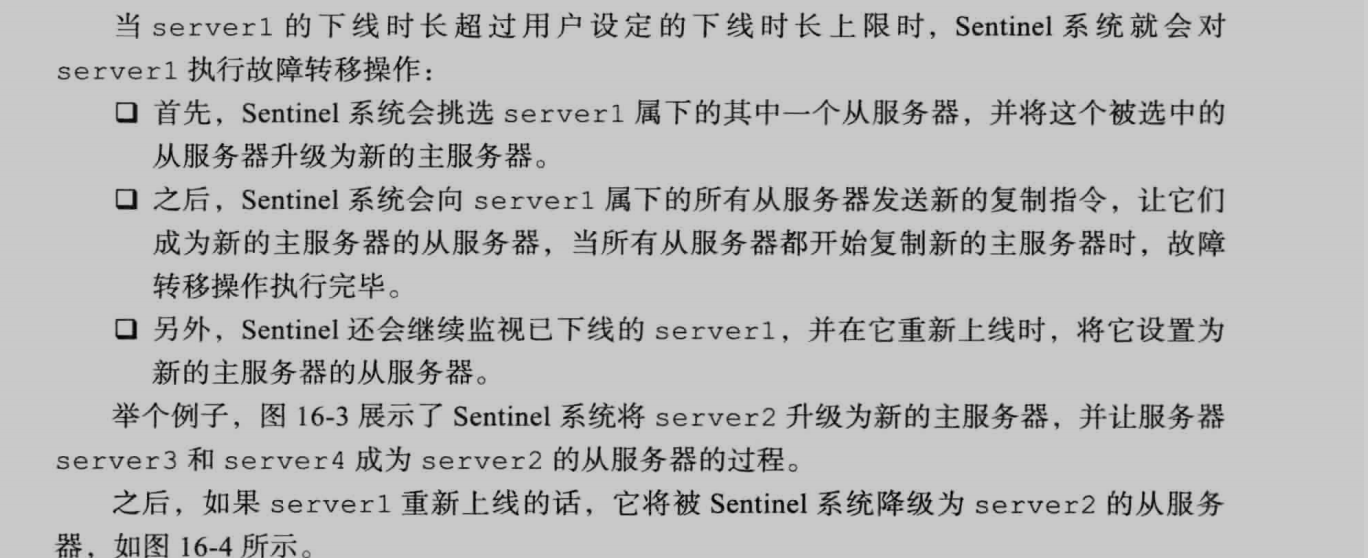 当 server1 的下线时长超过用户设定的下线时长上限时，Sentinel 系统就会对
server1 执行故障转移操作：
❑ 首先，Sentinel 系统会挑选 server1 属下的其中一个从服务器，并将这个被选中的
从服务器升级为新的主服务器。
❑ 之后，Sentinel 系统会向 server1 属下的所有从服务器发送新的复制指令，让它们
成为新的主服务器的从服务器，当所有从服务器都开始复制新的主服务器时，故障
转移操作执行完毕。
❑ 另外，Sentinel 还会继续监视已下线的 server1，并在它重新上线时，将它设置为
新的主服务器的从服务器。
举个例子，图 16-3 展示了 Sentinel 系统将 server2 升级为新的主服务器，并让服务器
server3 和 server4 成为 server2 的从服务器的过程。
之后，如果 server1 重新上线的话，它将被 Sentinel 系统降级为 server2 的从服务
器，如图 16-4 所示。